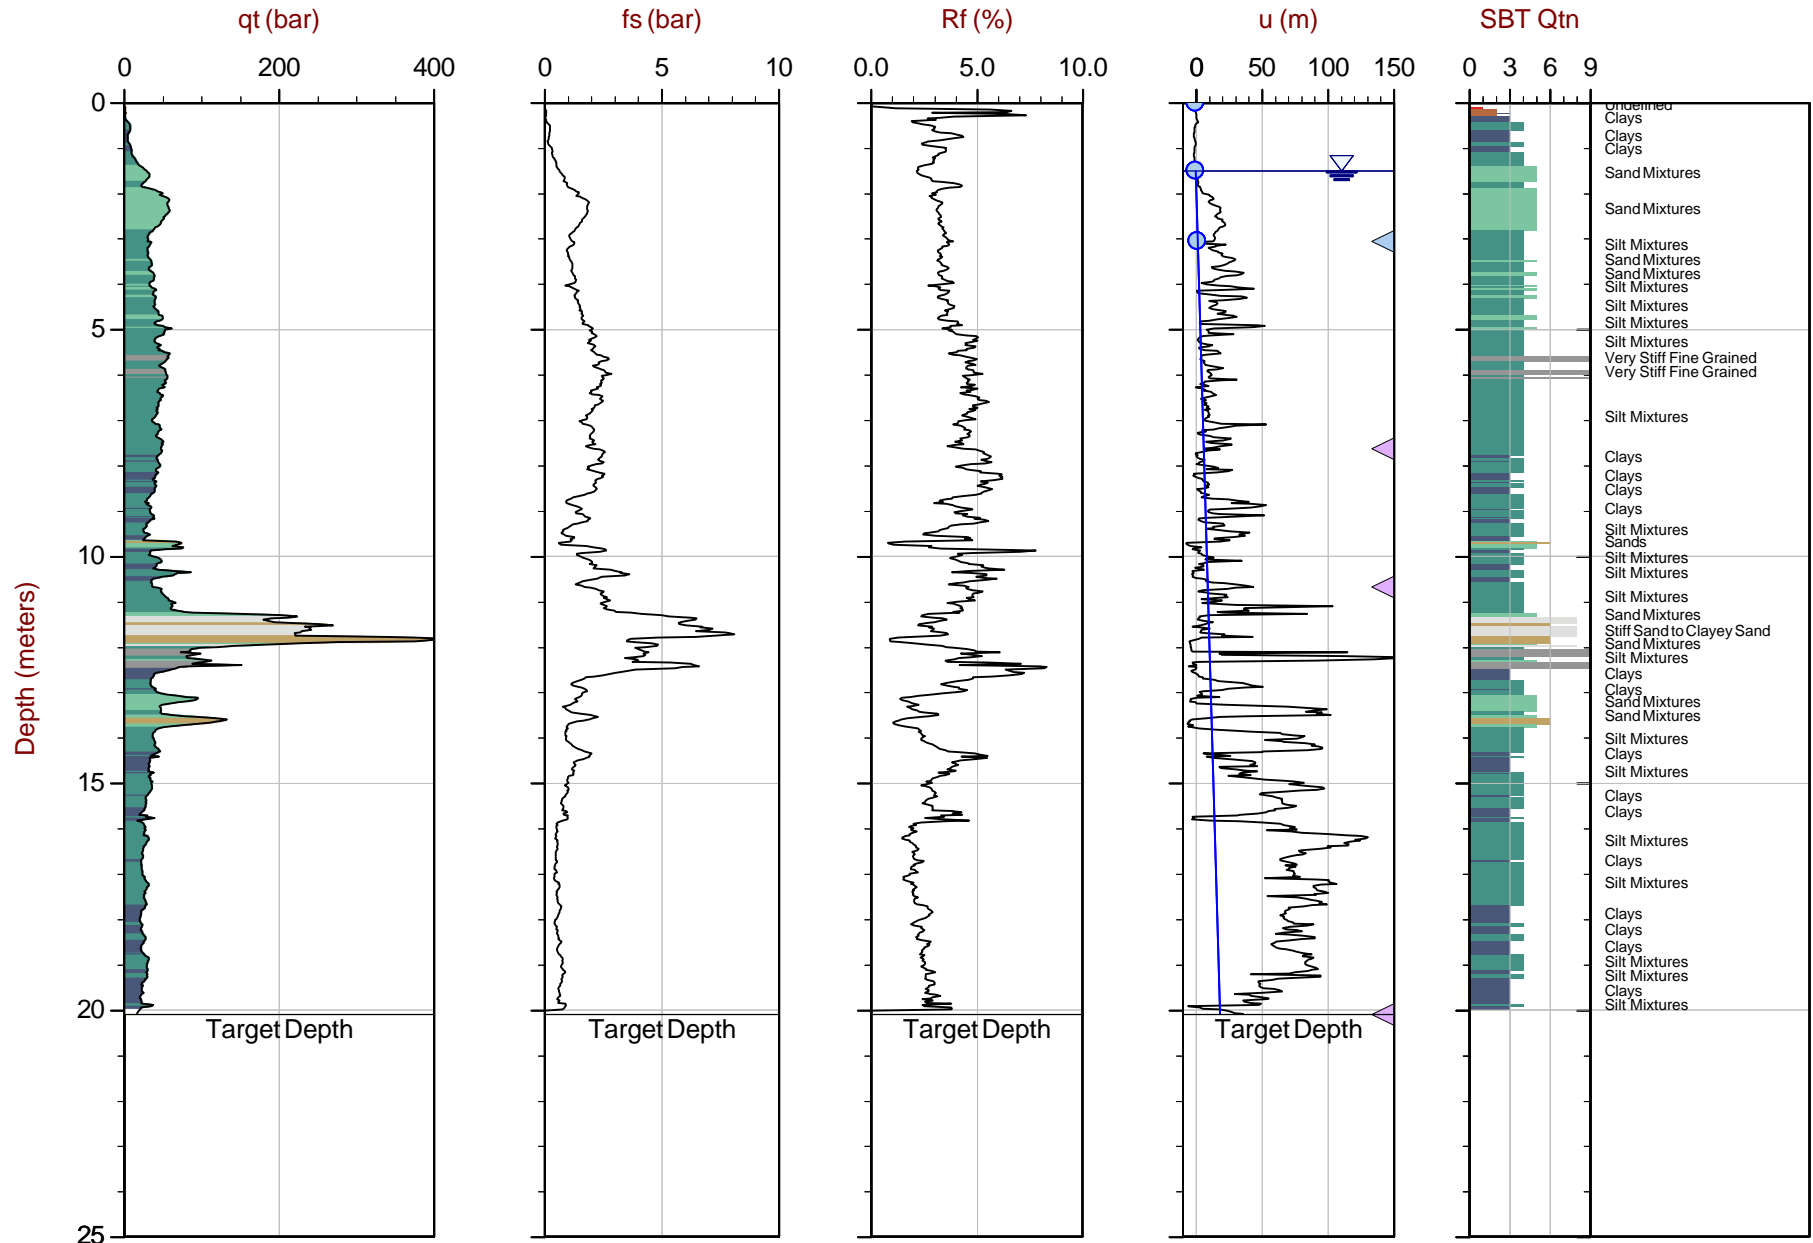 qt (bar) fs (bar) Rf (%) u (m) SBT Qtn
0 200 400 0 5 10 0.0 5.0 10.0 0 50 100 150 0 3 6 9
0
5
10
15
20
25
Depth (meters)
Undefined
Clays
Clays
Clays
Sand Mixtures
Sand Mixtures
Silt Mixtures
Sand Mixtures
Sand Mixtures
Silt Mixtures
Silt Mixtures
Silt Mixtures
Silt Mixtures
Very Stiff Fine Grained
Very Stiff Fine Grained
Silt Mixtures
Clays
Clays
Clays
Clays
Silt Mixtures
Sands
Silt Mixtures
Silt Mixtures
Silt Mixtures
Sand Mixtures
Stiff Sand to Clayey Sand
Sand Mixtures
Silt Mixtures
Clays
Clays
Sand Mixtures
Sand Mixtures
Silt Mixtures
Clays
Silt Mixtures
Clays
Clays
Silt Mixtures
Clays
Silt Mixtures
Clays
Clays
Clays
Silt Mixtures
Silt Mixtures
Clays
Silt Mixtures
Target Depth Target Depth Target Depth Target Depth